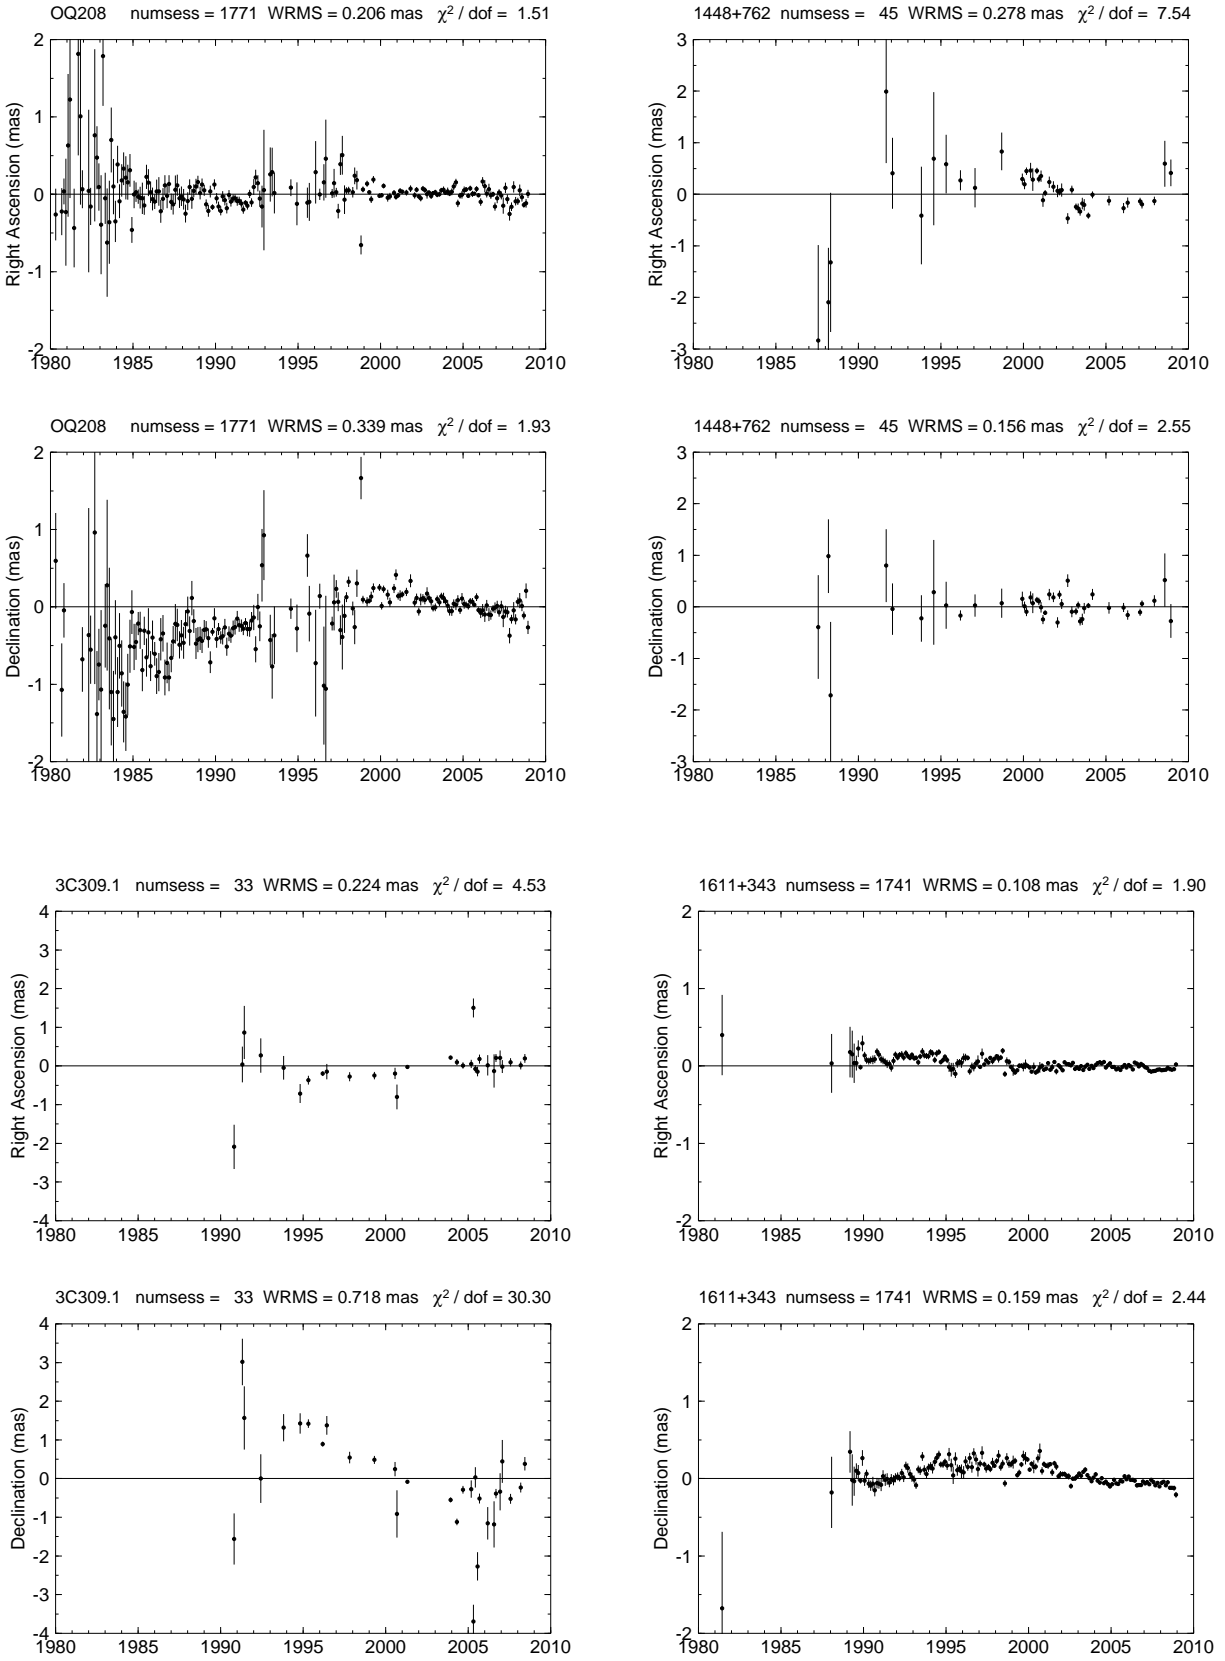 OQ208 numsess = 1771 WRMS = 0.206 mas χ² / dof = 1.51
Right Ascension (mas)
2
1
0
-1
-2
1980 1985 1990 1995 2000 2005 2010
1448+762 numsess = 45 WRMS = 0.278 mas χ² / dof = 7.54
Right Ascension (mas)
3
2
1
0
-1
-2
-3
1980 1985 1990 1995 2000 2005 2010
OQ208 numsess = 1771 WRMS = 0.339 mas χ² / dof = 1.93
Declination (mas)
2
1
0
-1
-2
1980 1985 1990 1995 2000 2005 2010
1448+762 numsess = 45 WRMS = 0.156 mas χ² / dof = 2.55
Declination (mas)
3
2
1
0
-1
-2
-3
1980 1985 1990 1995 2000 2005 2010
3C309.1 numsess = 33 WRMS = 0.224 mas χ² / dof = 4.53
Right Ascension (mas)
4
3
2
1
0
-1
-2
-3
-4
1980 1985 1990 1995 2000 2005 2010
1611+343 numsess = 1741 WRMS = 0.108 mas χ² / dof = 1.90
Right Ascension (mas)
2
1
0
-1
-2
1980 1985 1990 1995 2000 2005 2010
3C309.1 numsess = 33 WRMS = 0.718 mas χ² / dof = 30.30
Declination (mas)
4
3
2
1
0
-1
-2
-3
-4
1980 1985 1990 1995 2000 2005 2010
1611+343 numsess = 1741 WRMS = 0.159 mas χ² / dof = 2.44
Declination (mas)
2
1
0
-1
-2
1980 1985 1990 1995 2000 2005 2010